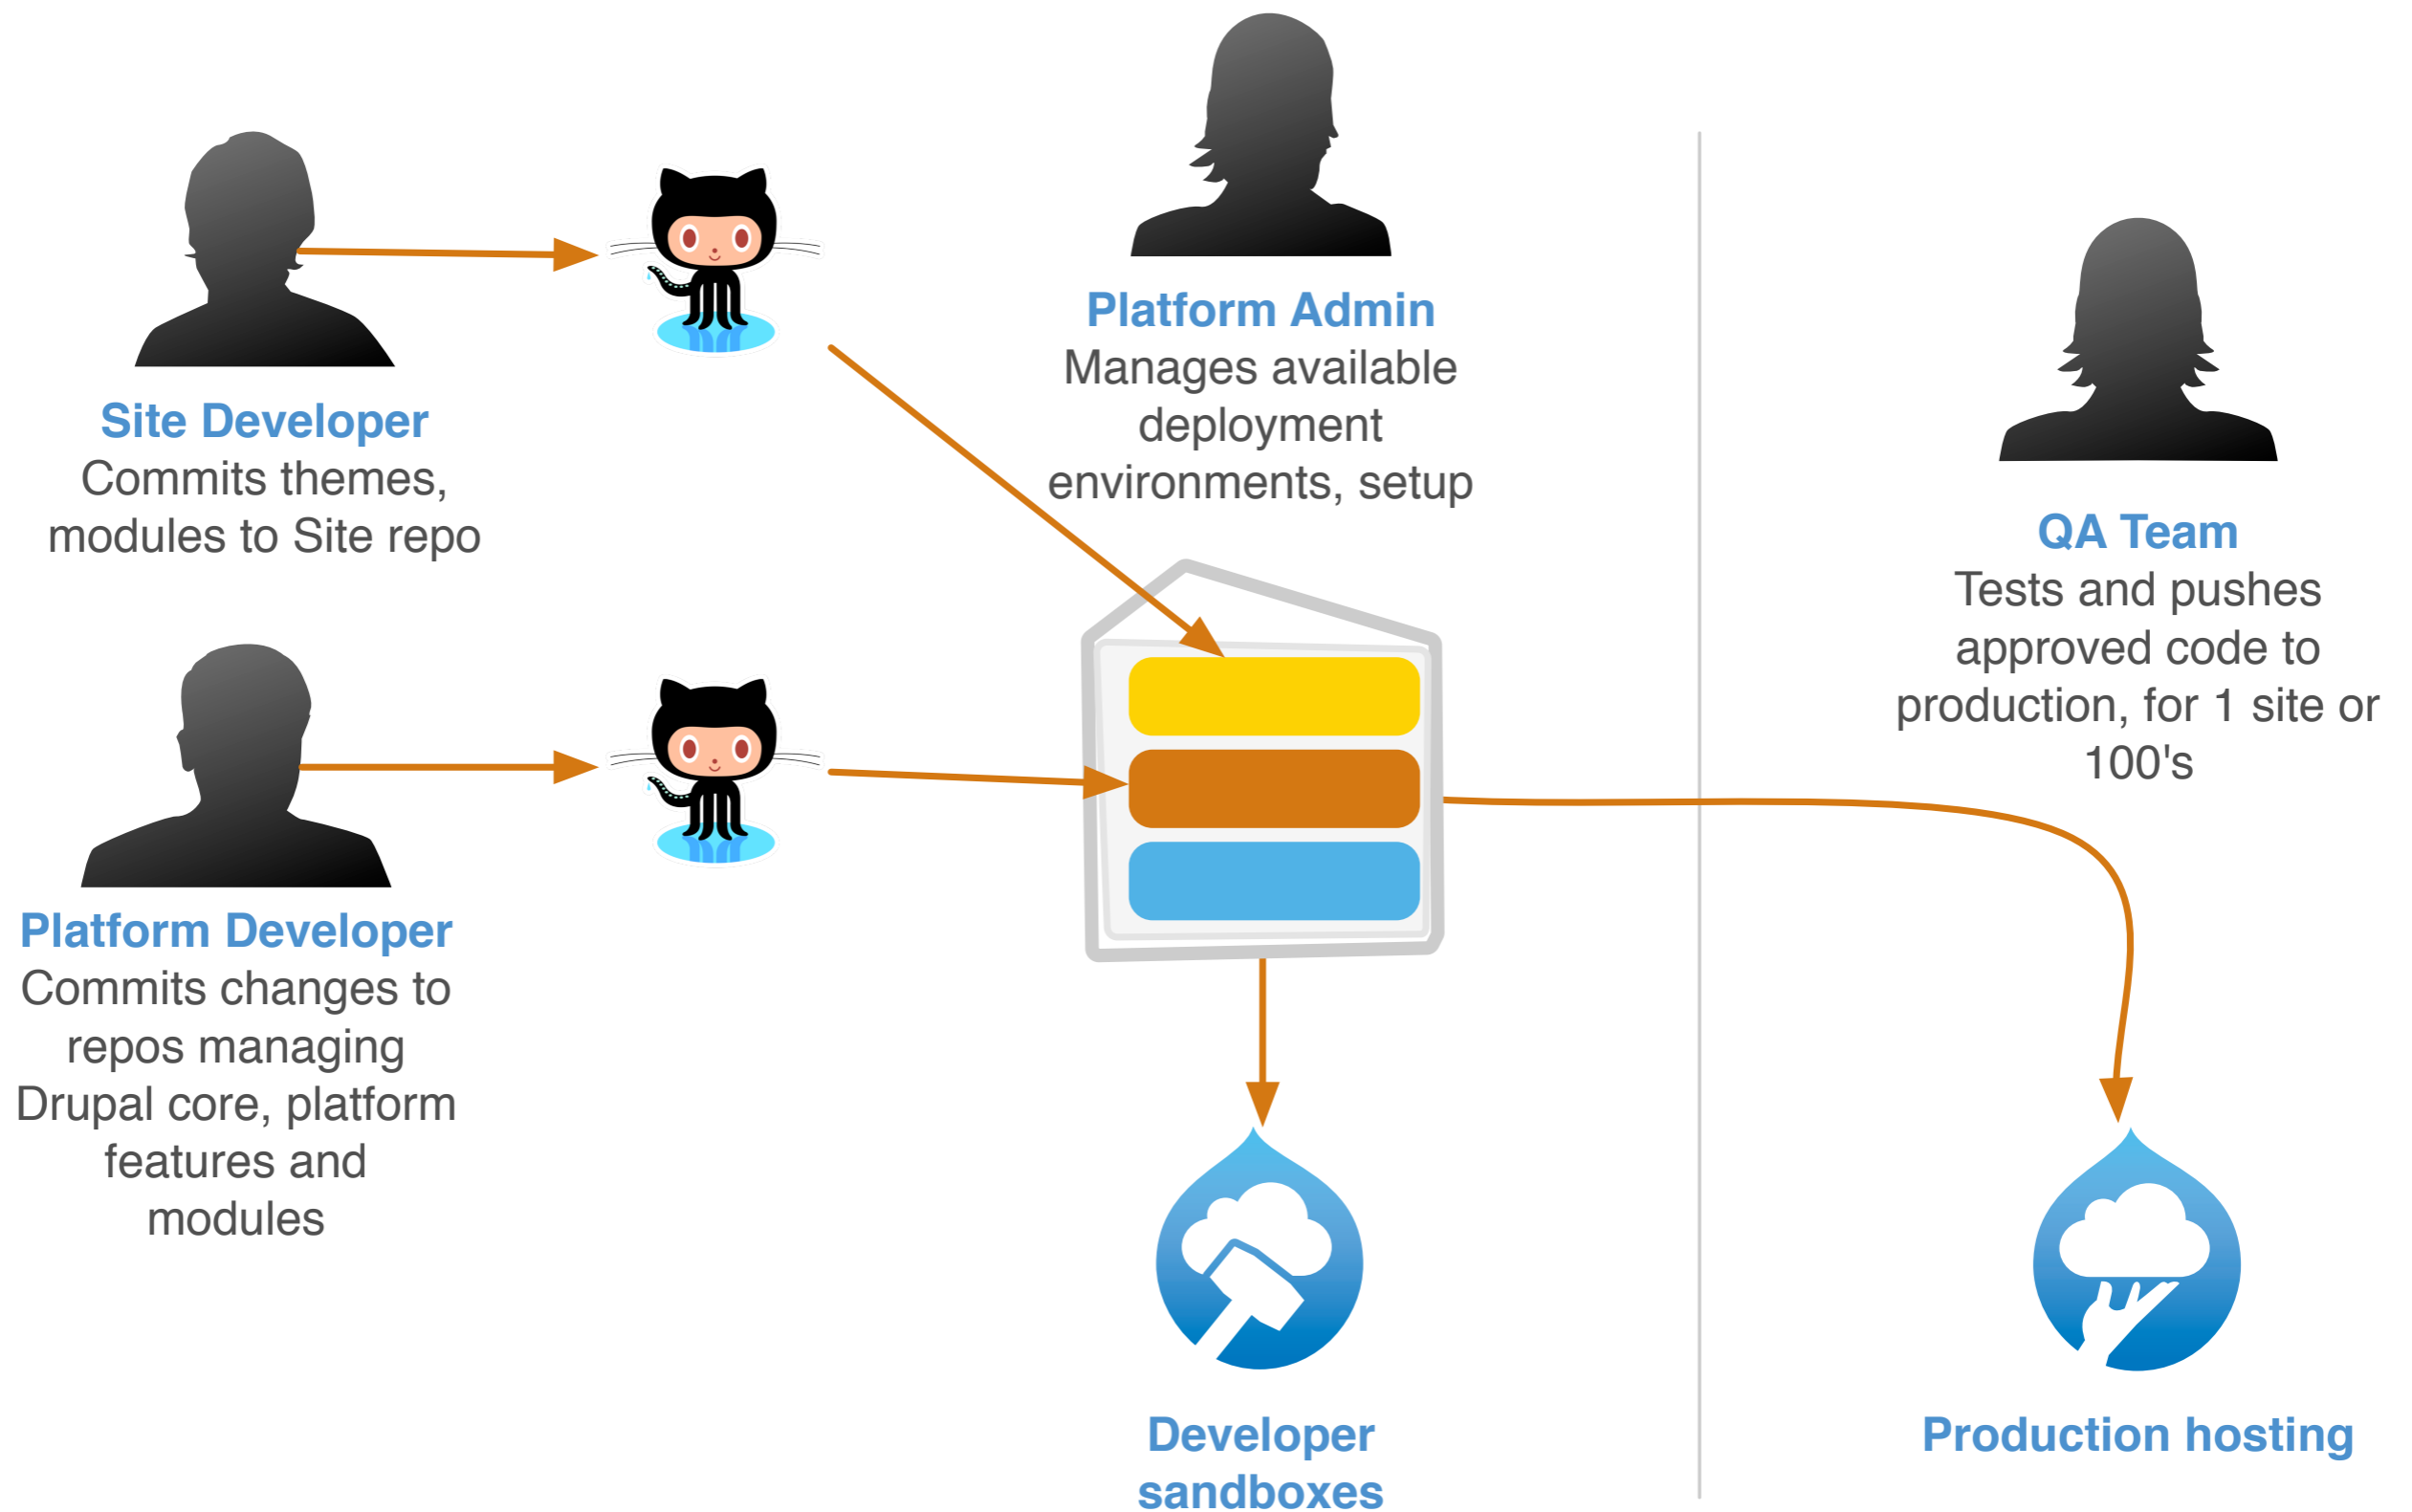 Platform Admin
Manages available
deployment
environments, setup
Site Developer
Commits themes,
modules to Site repo
QA Team
Tests and pushes
approved code to
production, for 1 site or
100's
Platform Developer
Commits changes to
repos managing
Drupal core, platform
features and
modules
Developer
sandboxes
Production hosting